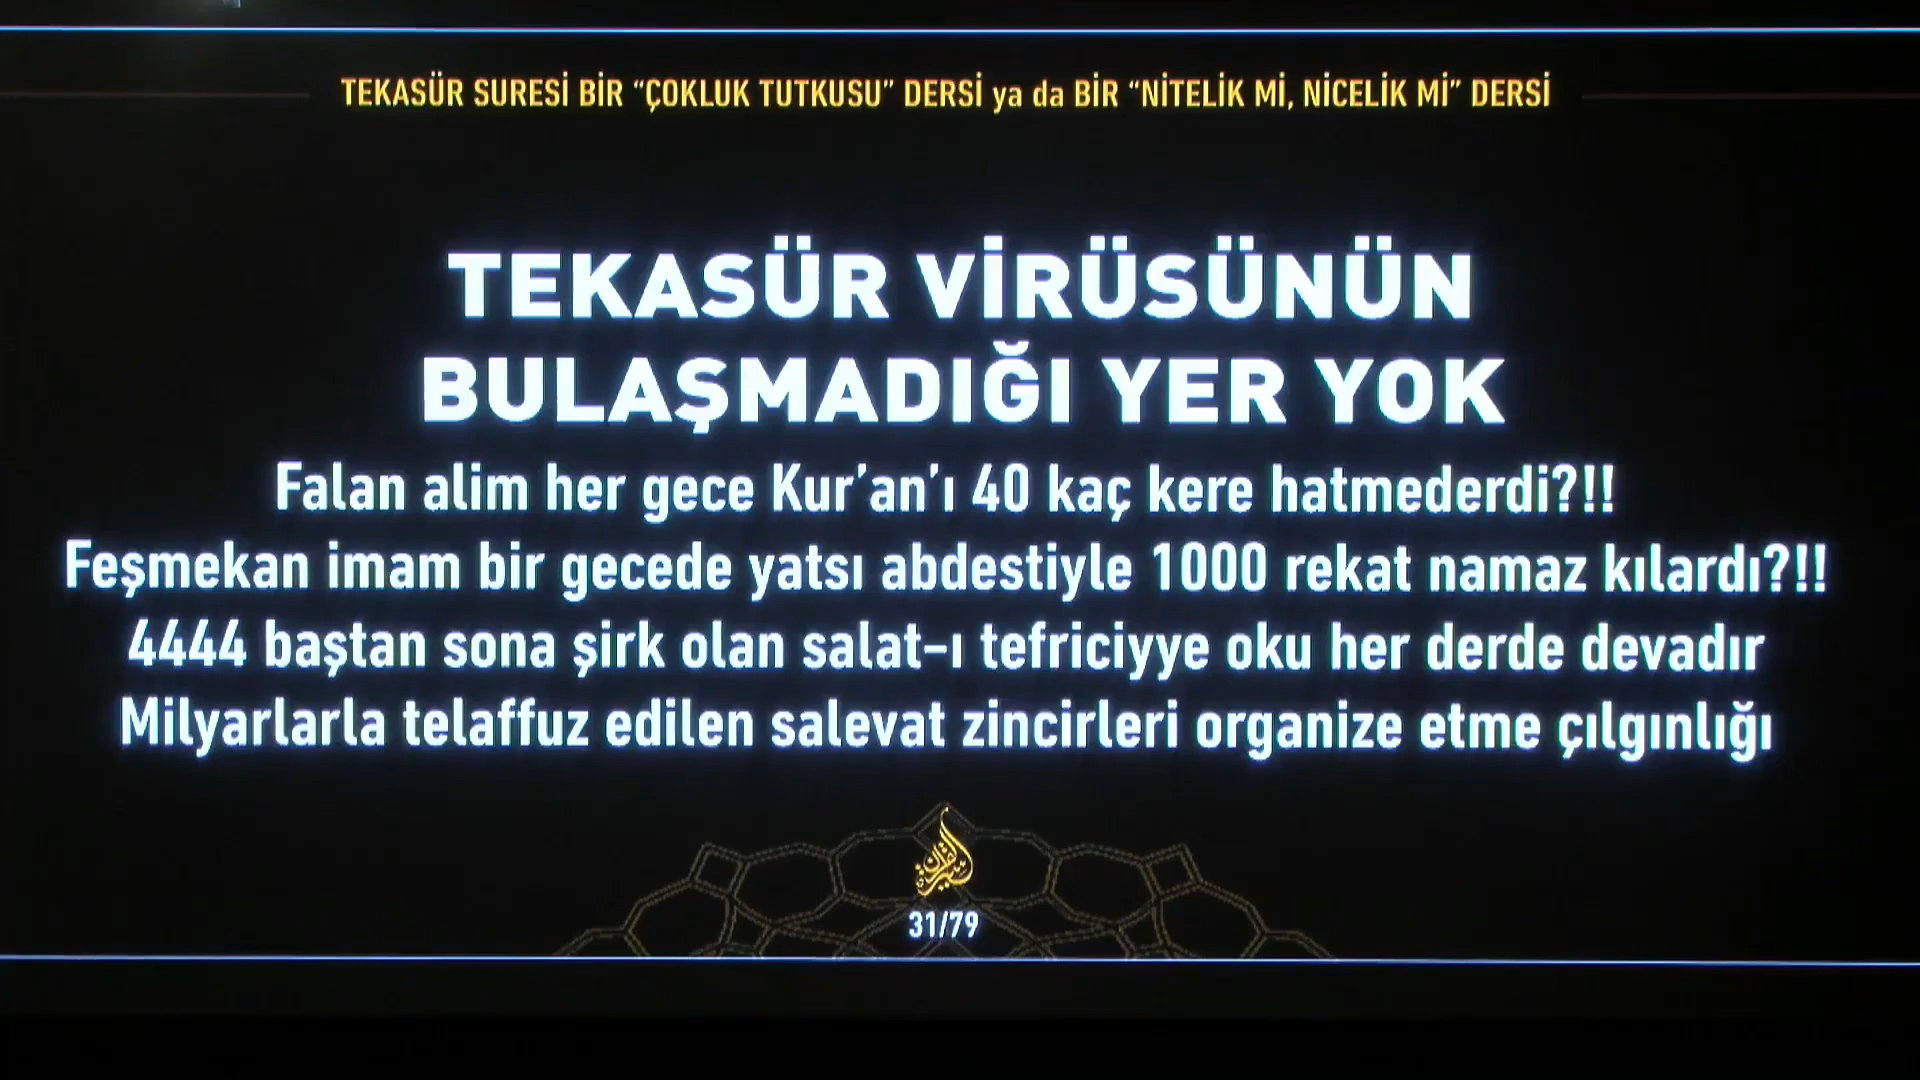 TEKASÜR SURESİ BİR “ÇOKLUK TUTKUSU” DERSİ ya da BİR “NİTELİK Mİ, NİCELİK Mİ” DERSİ
TEKASÜR VİRÜSÜNÜN
BULAŞMADIĞI YER YOK
Falan alim her gece Kur’an’ı 40 kaç kere hatmederdi?!!
Feşmekan imam bir gecede yatsı abdestiyle 1000 rekat namaz kılardı?!!
4444 baştan sona şirk olan salat-ı tefriciyye oku her derde devadır
Milyarlarla telaffuz edilen salevat zincirleri organize etme çılgınlığı
31/79